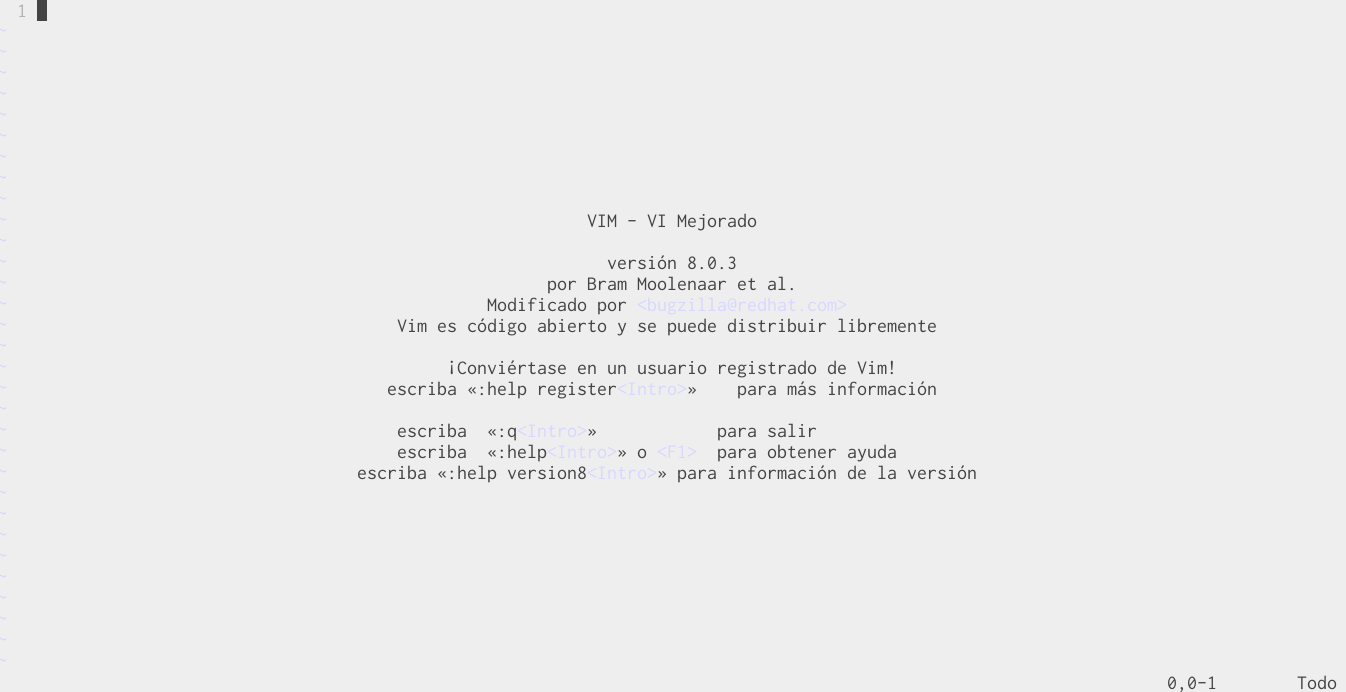 1
~
~
~
~
~
~
~
~
~
~ VIM - VI Mejorado
~
~ versión 8.0.3
~ por Bram Moolenaar et al.
~ Modificado por <bugzilla@redhat.com>
~ Vim es código abierto y se puede distribuir libremente
~
~ ¡Conviértase en un usuario registrado de Vim!
~ escriba «:help register<Intro>» para más información
~
~ escriba «:q<Intro>» para salir
~ escriba «:help<Intro>» o <F1> para obtener ayuda
~ escriba «:help version8<Intro>» para información de la versión
~
~
~
~
~
~
~
~
~
0,0-1 Todo